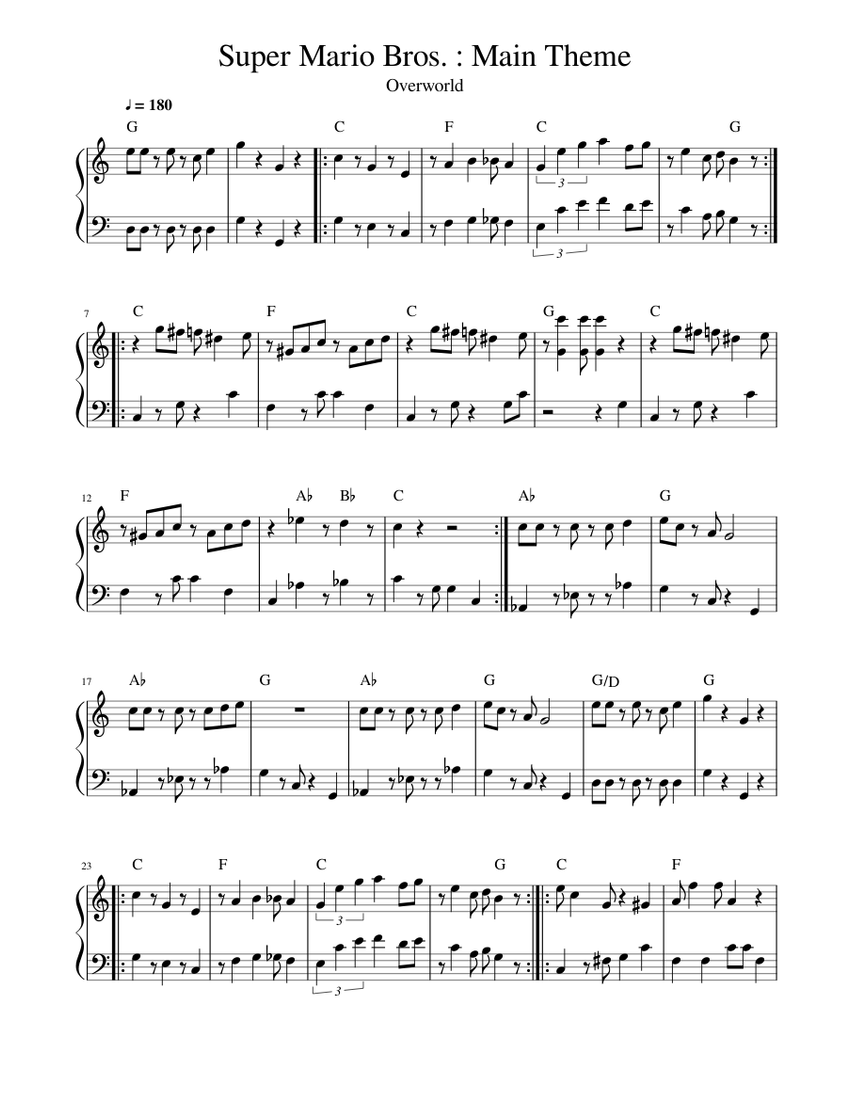 Super Mario Bros. : Main Theme
Overworld
♩ = 180
G C F C G
3
3
7
C F C G C
12
F A♭ B♭ C A♭ G
17
A♭ G A♭ G G/D G
23
C F C G C F
3
3